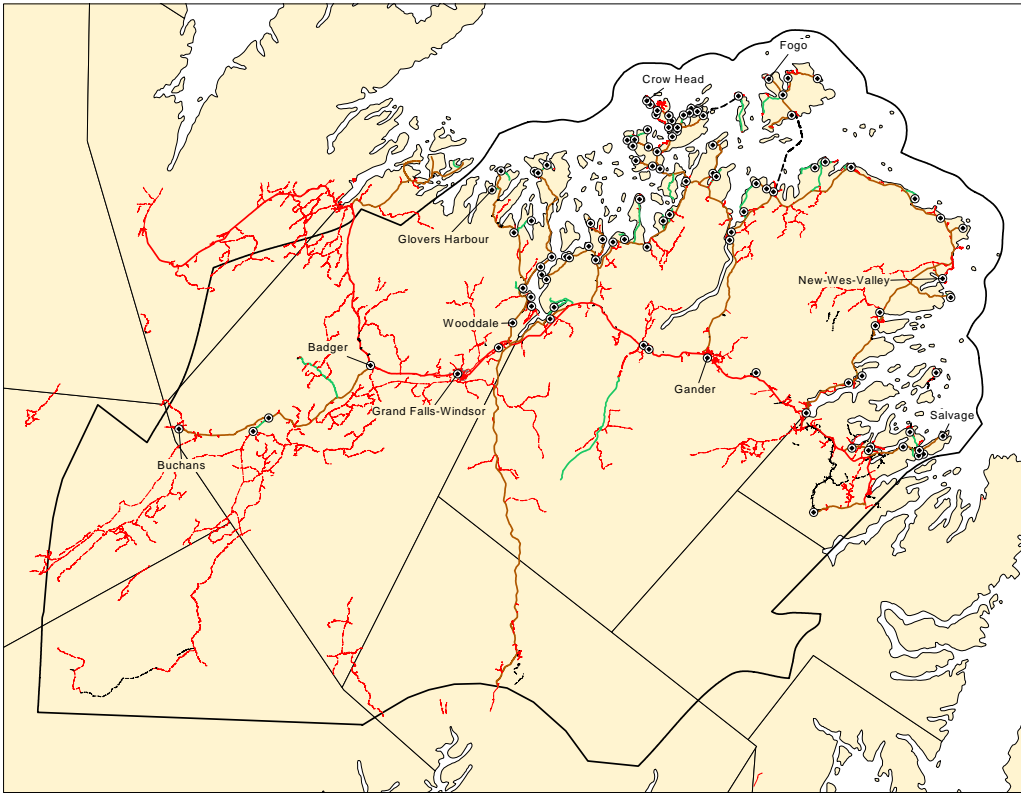 Fogo
Crow Head
Glovers Harbour
New-Wes-Valley
Wooddale
Badger
Gander
Grand Falls-Windsor
Salvage
Buchans